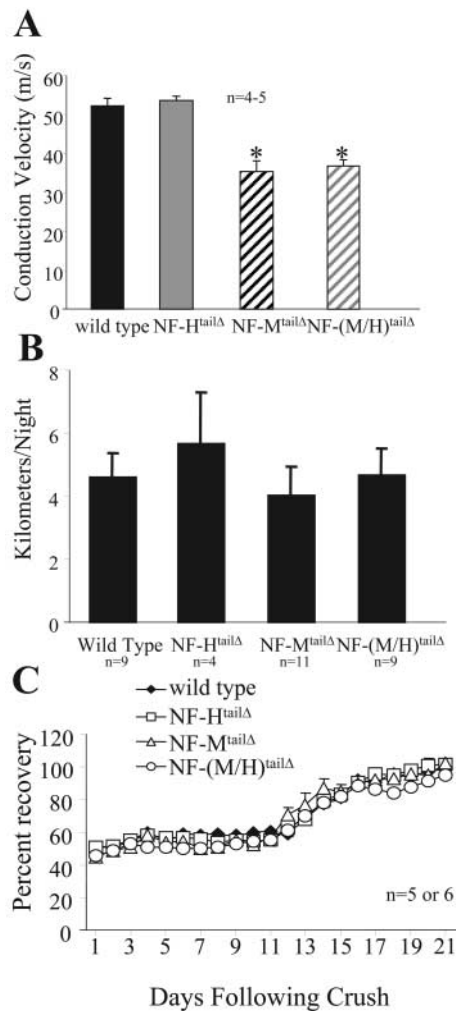 A
Conduction Velocity (m/s)
60
50
40
30
20
10
0
n=4-5
*
*
wild type NF-H^tailΔ NF-M^tailΔ NF-(M/H)^tailΔ
B
Kilometers/Night
8
6
4
2
0
Wild Type NF-H^tailΔ NF-M^tailΔ NF-(M/H)^tailΔ
n=9 n=4 n=11 n=9
C
wild type
NF-H^tailΔ
NF-M^tailΔ
NF-(M/H)^tailΔ
Percent recovery
120
100
80
60
40
20
0
n=5 or 6
1 3 5 7 9 11 13 15 17 19 21
Days Following Crush